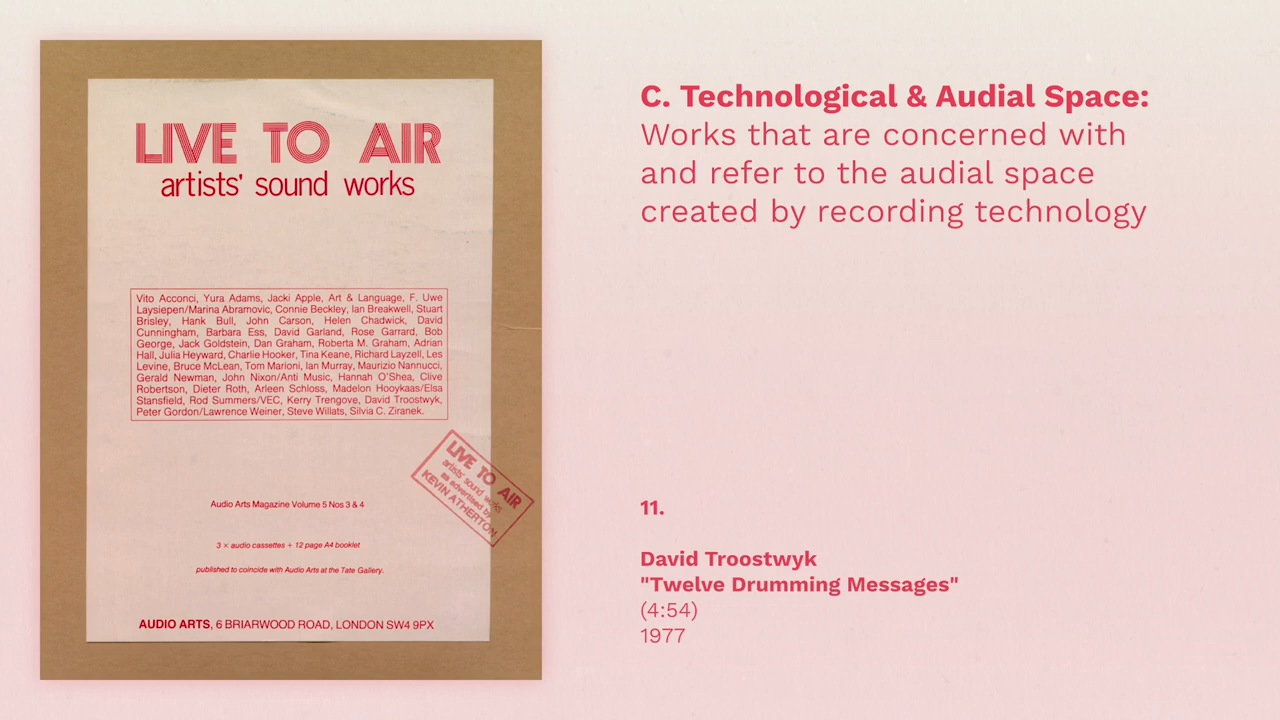 LIVE TO AIR
artists' sound works
Vito Acconci, Yura Adams, Jacki Apple, Art & Language, F. Uwe
Laysiepen/Marina Abramovic, Connie Beckley, Ian Breakwell, Stuart
Brisley, Hank Bull, John Carson, Helen Chadwick, David
Cunningham, Barbara Ess, David Garland, Rose Garrard, Bob
George, Jack Goldstein, Dan Graham, Roberta M. Graham, Adrian
Hall, Julia Heyward, Charlie Hooker, Tina Keane, Richard Layzell, Les
Levine, Bruce McLean, Tom Marioni, Ian Murray, Maurizio Nannucci,
Gerald Newman, John Nixon/Anti Music, Hannah O'Shea, Clive
Robertson, Dieter Roth, Arleen Schloss, Madelon Hooykaas/Elsa
Stansfield, Rod Summers/VEC, Kerry Trengove, David Troostwyk,
Peter Gordon/Lawrence Weiner, Steve Willats, Silvia C. Ziranek.
LIVE TO AIR
artists' sound works
as advertised by
KEVIN ATHERTON
Audio Arts Magazine Volume 5 Nos 3 & 4
3 × audio cassettes + 12 page A4 booklet
published to coincide with Audio Arts at the Tate Gallery.
AUDIO ARTS, 6 BRIARWOOD ROAD, LONDON SW4 9PX
C. Technological & Audial Space:
Works that are concerned with
and refer to the audial space
created by recording technology
11.
David Troostwyk
"Twelve Drumming Messages"
(4:54)
1977